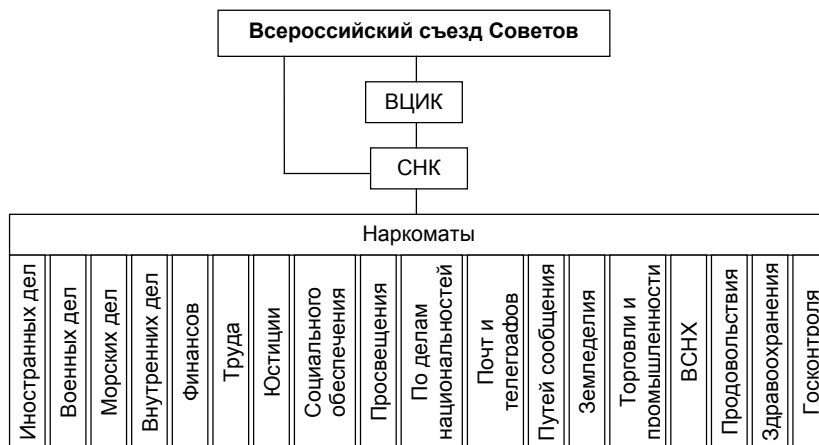 Всероссийский съезд Советов
ВЦИК
СНК
Наркоматы
Иностранных дел
Военных дел
Морских дел
Внутренних дел
Финансов
Труда
Юстиции
Социального
обеспечения
Просвещения
По делам
национальностей
Почт и
телеграфов
Путей сообщения
Земледелия
Торговли и
промышленности
ВСНХ
Продовольствия
Здравоохранения
Госконтроля